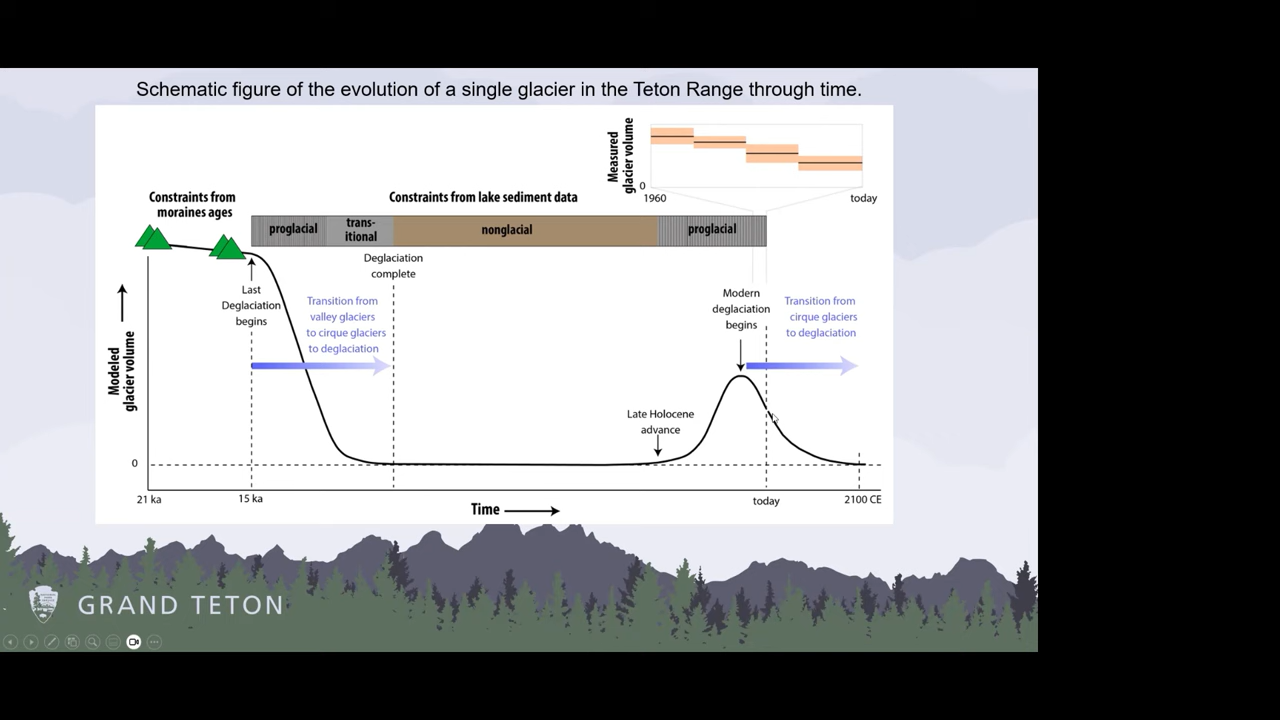 Schematic figure of the evolution of a single glacier in the Teton Range through time.
Measured
glacier volume
0
1960
today
Constraints from
moraines ages
Constraints from lake sediment data
proglacial
trans-
itional
nonglacial
proglacial
Deglaciation
complete
Last
Deglaciation
begins
Transition from
valley glaciers
to cirque glaciers
to deglaciation
Modern
deglaciation
begins
Transition from
cirque glaciers
to deglaciation
Modeled
glacier volume
Late Holocene
advance
0
21 ka
15 ka
today
2100 CE
Time
GRAND TETON